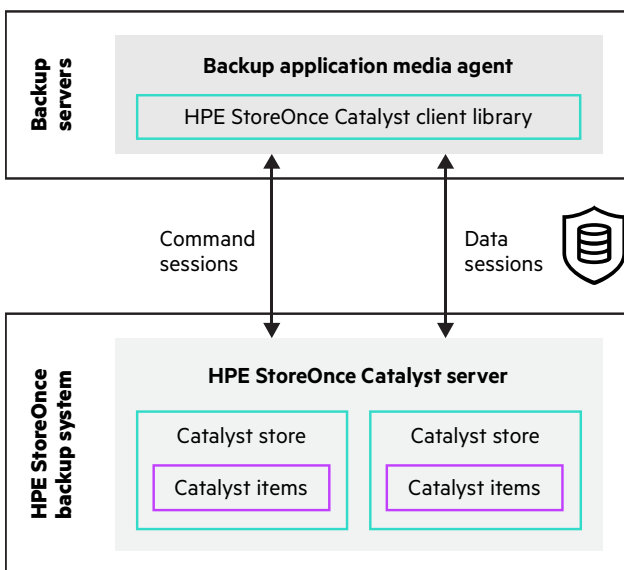 Backup
servers
Backup application media agent
HPE StoreOnce Catalyst client library
Command
sessions
Data
sessions
HPE StoreOnce
backup system
HPE StoreOnce Catalyst server
Catalyst store
Catalyst items
Catalyst store
Catalyst items